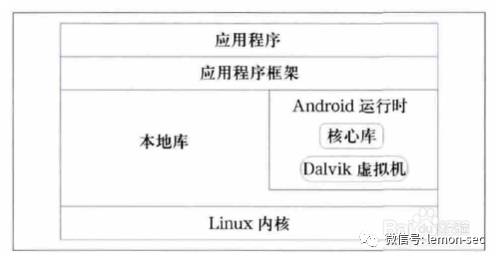 应用程序
应用程序框架
本地库
Android 运行时
核心库
Dalvik 虚拟机
Linux 内核
微信号: lemon-sec